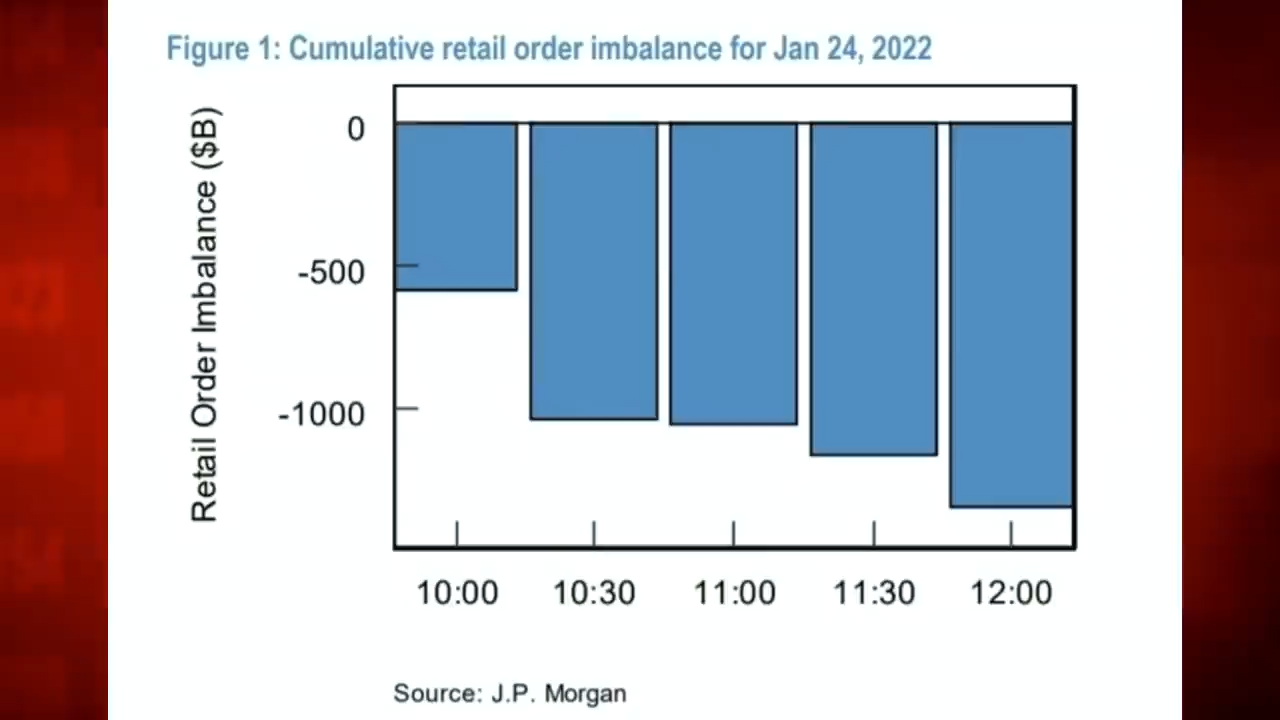 Figure 1: Cumulative retail order imbalance for Jan 24, 2022
Retail Order Imbalance ($B)
0
-500
-1000
10:00 10:30 11:00 11:30 12:00
Source: J.P. Morgan